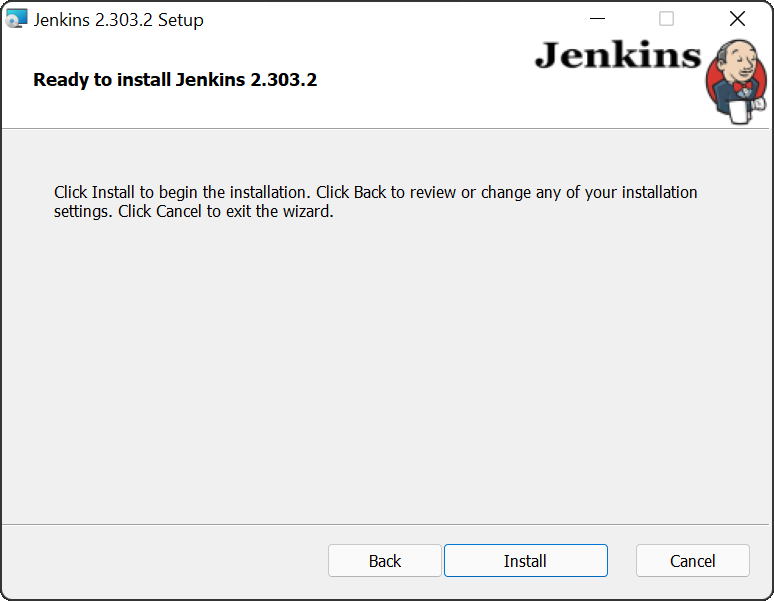 Jenkins 2.303.2 Setup
Jenkins
Ready to install Jenkins 2.303.2
Click Install to begin the installation. Click Back to review or change any of your installation
settings. Click Cancel to exit the wizard.
Back
Install
Cancel